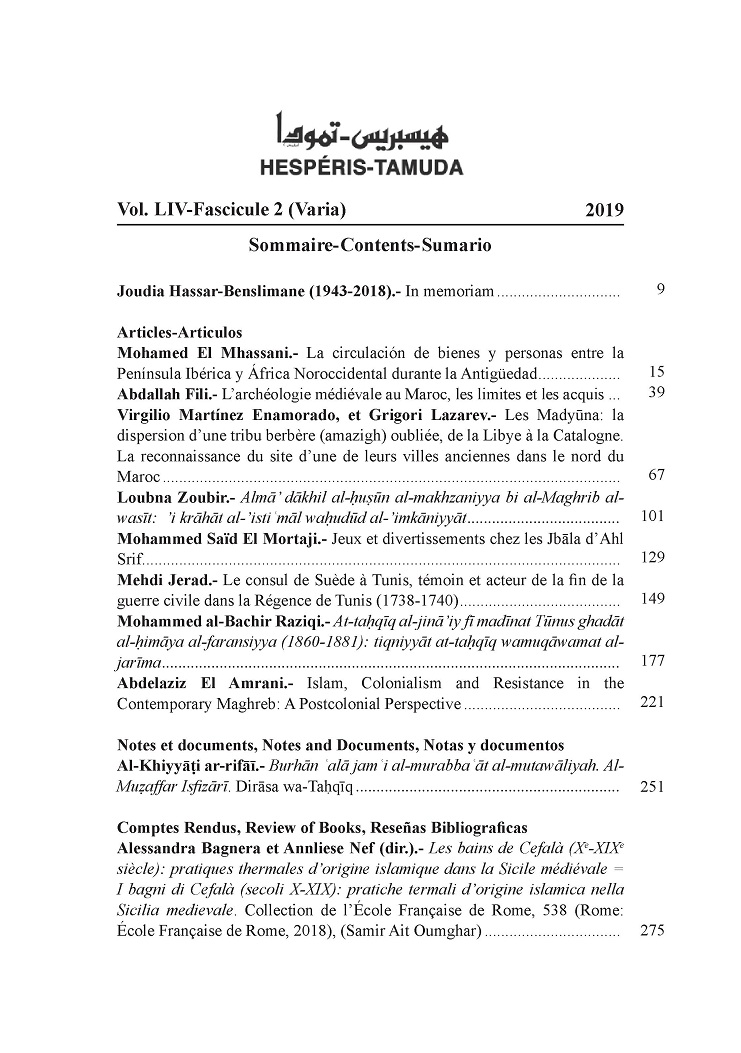 هيسبريس-تمودا
HESPÉRIS-TAMUDA
Vol. LIV-Fascicule 2 (Varia) 2019
Sommaire-Contents-Sumario
Joudia Hassar-Benslimane (1943-2018).- In memoriam ............................... 9
Articles-Articulos
Mohamed El Mhassani.- La circulación de bienes y personas entre la
Península Ibérica y África Noroccidental durante la Antigüedad..................... 15
Abdallah Fili.- L’archéologie médiévale au Maroc, les limites et les acquis ... 39
Virgilio Martínez Enamorado, et Grigori Lazarev.- Les Madyūna: la
dispersion d’une tribu berbère (amazigh) oubliée, de la Libye à la Catalogne.
La reconnaissance du site d’une de leurs villes anciennes dans le nord du
Maroc .................................................................................................................. 67
Loubna Zoubir.- Almā’ dākhil al-ḥuṣūn al-makhzaniyya bi al-Maghrib al-
wasīt: ’i krāhāt al-’istiʿmāl waḥudūd al-’imkāniyyāt...................................... 101
Mohammed Saïd El Mortaji.- Jeux et divertissements chez les Jbāla d’Ahl
Srif....................................................................................................................... 129
Mehdi Jerad.- Le consul de Suède à Tunis, témoin et acteur de la fin de la
guerre civile dans la Régence de Tunis (1738-1740)........................................ 149
Mohammed al-Bachir Raziqi.- At-taḥqīq al-jinā’iy fī madīnat Tūnus ghadāt
al-ḥimāya al-faransiyya (1860-1881): tiqniyyāt at-taḥqīq wamuqāwamat al-
jarīma................................................................................................................... 177
Abdelaziz El Amrani.- Islam, Colonialism and Resistance in the
Contemporary Maghreb: A Postcolonial Perspective ....................................... 221
Notes et documents, Notes and Documents, Notas y documentos
Al-Khiyyāṭi ar-rifāī.- Burhān ʿalā jamʿi al-murabbaʿāt al-mutawāliyah. Al-
Muẓaffar Isfizārī. Dirāsa wa-Taḥqīq .................................................................. 251
Comptes Rendus, Review of Books, Reseñas Bibliograficas
Alessandra Bagnera et Annliese Nef (dir.).- Les bains de Cefalà (Xᵉ-XIXᵉ
siècle): pratiques thermales d’origine islamique dans la Sicile médiévale =
I bagni di Cefalà (secoli X-XIX): pratiche termali d’origine islamica nella
Sicilia medievale. Collection de l’École Française de Rome, 538 (Rome:
École Française de Rome, 2018), (Samir Ait Oumghar) .................................. 275